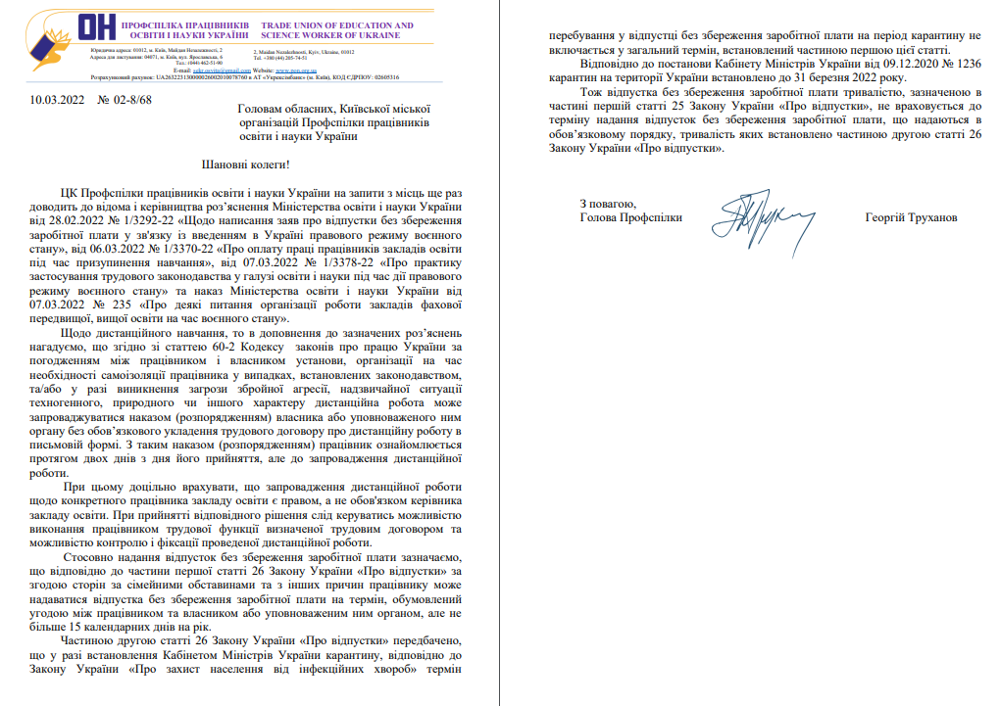 ОН
ПРОФСПІЛКА ПРАЦІВНИКІВ
ОСВІТИ І НАУКИ УКРАЇНИ
TRADE UNION OF EDUCATION AND
SCIENCE WORKER OF UKRAINE
Юридична адреса: 01012, м. Київ, Майдан Незалежності, 2
Адреса для листування: 04071, м. Київ, вул. Ярославська, 6
Тел.: (044) 462-51-90
2, Maidan Nezalezhnosti, Kyiv, Ukraine, 01012
Tel. +380 (44) 205-74-51
E-mail: sekr.osvita@gmail.com Website: www.pon.org.ua
Розрахунковий рахунок: UA263223130000026002010078760 в АТ «Укрексімбанк» (м. Київ), КОД ЄДРПОУ: 02605316
10.03.2022 № 02-8/68
Головам обласних, Київської міської
організацій Профспілки працівників
освіти і науки України
Шановні колеги!
ЦК Профспілки працівників освіти і науки України на запити з місць ще раз
доводить до відома і керівництва роз’яснення Міністерства освіти і науки України
від 28.02.2022 № 1/3292-22 «Щодо написання заяв про відпустки без збереження
заробітної плати у зв'язку із введенням в Україні правового режиму воєнного
стану», від 06.03.2022 № 1/3370-22 «Про оплату праці працівників закладів освіти
під час призупинення навчання», від 07.03.2022 № 1/3378-22 «Про практику
застосування трудового законодавства у галузі освіти і науки під час дії правового
режиму воєнного стану» та наказ Міністерства освіти і науки України від
07.03.2022 № 235 «Про деякі питання організації роботи закладів фахової
передвищої, вищої освіти на час воєнного стану».
Щодо дистанційного навчання, то в доповнення до зазначених роз’яснень
нагадуємо, що згідно зі статтею 60-2 Кодексу законів про працю України за
погодженням між працівником і власником установи, організації на час
необхідності самоізоляції працівника у випадках, встановлених законодавством,
та/або у разі виникнення загрози збройної агресії, надзвичайної ситуації
техногенного, природного чи іншого характеру дистанційна робота може
запроваджуватися наказом (розпорядженням) власника або уповноваженого ним
органу без обов’язкового укладення трудового договору про дистанційну роботу в
письмовій формі. З таким наказом (розпорядженням) працівник ознайомлюється
протягом двох днів з дня його прийняття, але до запровадження дистанційної
роботи.
При цьому доцільно врахувати, що запровадження дистанційної роботи
щодо конкретного працівника закладу освіти є правом, а не обов'язком керівника
закладу освіти. При прийнятті відповідного рішення слід керуватись можливістю
виконання працівником трудової функції визначеної трудовим договором та
можливістю контролю і фіксації проведеної дистанційної роботи.
Стосовно надання відпусток без збереження заробітної плати зазначаємо,
що відповідно до частини першої статті 26 Закону України «Про відпустки» за
згодою сторін за сімейними обставинами та з інших причин працівнику може
надаватися відпустка без збереження заробітної плати на термін, обумовлений
угодою між працівником та власником або уповноваженим ним органом, але не
більше 15 календарних днів на рік.
Частиною другою статті 26 Закону України «Про відпустки» передбачено,
що у разі встановлення Кабінетом Міністрів України карантину, відповідно до
Закону України «Про захист населення від інфекційних хвороб» термін
перебування у відпустці без збереження заробітної плати на період карантину не
включається у загальний термін, встановлений частиною першою цієї статті.
Відповідно до постанови Кабінету Міністрів України від 09.12.2020 № 1236
карантин на території України встановлено до 31 березня 2022 року.
Тож відпустка без збереження заробітної плати тривалістю, зазначеною в
частині першій статті 25 Закону України «Про відпустки», не враховується до
терміну надання відпусток без збереження заробітної плати, що надаються в
обов’язковому порядку, тривалість яких встановлено частиною другою статті 26
Закону України «Про відпустки».
З повагою,
Голова Профспілки
Георгій Труханов